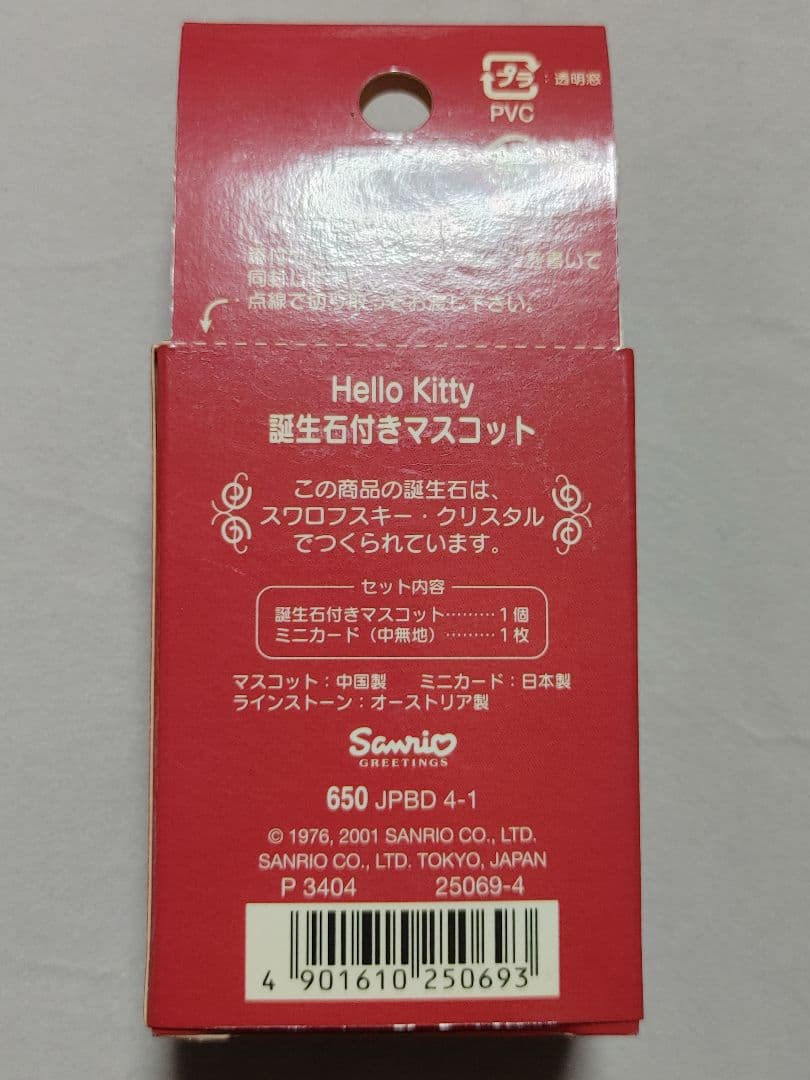 プラ : 透明窓
PVC
を書いて
点線で切り取ってお渡し下さい。
Hello Kitty
誕生石付きマスコット
この商品の誕生石は、
スワロフスキー・クリスタル
でつくられています。
セット内容
誕生石付きマスコット………1個
ミニカード（中無地）………1枚
マスコット：中国製 ミニカード：日本製
ラインストーン：オーストリア製
Sanrio
GREETINGS
650 JPBD 4-1
© 1976, 2001 SANRIO CO., LTD.
SANRIO CO., LTD. TOKYO, JAPAN
P 3404 25069-4
4 901610 250693